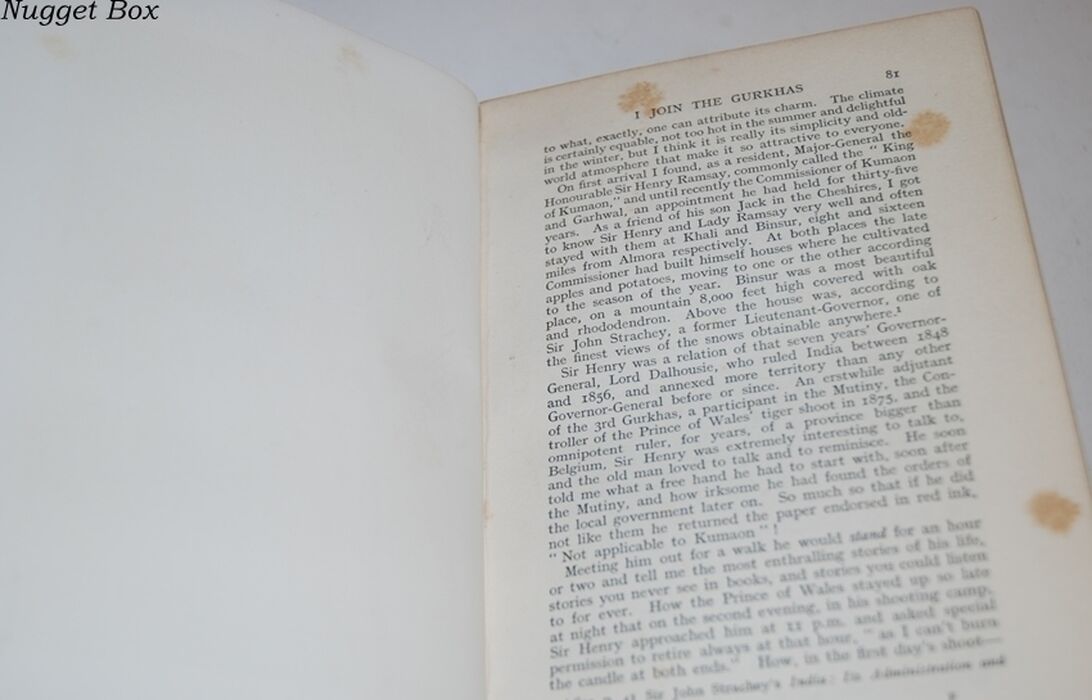 Nugget Box
81
I JOIN THE GURKHAS
to what, exactly, one can attribute its charm. The climate
is certainly equable, not too hot in the summer and delightful
in the winter, but I think it is really its simplicity and old-
world atmosphere that make it so attractive to everyone.
On first arrival I found, as a resident, Major-General the
Honourable Sir Henry Ramsay, commonly called the " King
of Kumaon," and until recently the Commissioner of Kumaon
and Garhwal, an appointment he had held for thirty-five
years. As a friend of his son Jack in the Cheshires, I got
to know Sir Henry and Lady Ramsay very well and often
stayed with them at Khali and Binsur, eight and sixteen
miles from Almora respectively. At both places the late
Commissioner had built himself houses where he cultivated
apples and potatoes, moving to one or the other according
to the season of the year. Binsur was a most beautiful
place, on a mountain 8,000 feet high covered with oak
and rhododendron. Above the house was, according to
Sir John Strachey, a former Lieutenant-Governor, one of
the finest views of the snows obtainable anywhere.¹
Sir Henry was a relation of that seven years' Governor-
General, Lord Dalhousie, who ruled India between 1848
and 1856, and annexed more territory than any other
Governor-General before or since. An erstwhile adjutant
of the 3rd Gurkhas, a participant in the Mutiny, the Con-
troller of the Prince of Wales' tiger shoot in 1875, and the
omnipotent ruler, for years, of a province bigger than
Belgium, Sir Henry was extremely interesting to talk to,
and the old man loved to talk and to reminisce. He soon
told me what a free hand he had to start with, soon after
the Mutiny, and how irksome he had found the orders of
the local government later on. So much so that if he did
not like them he returned the paper endorsed in red ink,
" Not applicable to Kumaon " !
Meeting him out for a walk he would stand for an hour
or two and tell me the most enthralling stories of his life,
stories you never see in books, and stories you could listen
to for ever. How the Prince of Wales stayed up so late
at night that on the second evening, in his shooting camp,
Sir Henry approached him at 11 p.m. and asked special
permission to retire always at that hour, " as I can't burn
the candle at both ends." How, in the first day's shoot—
Sir John Strachey's India: Its Administration and